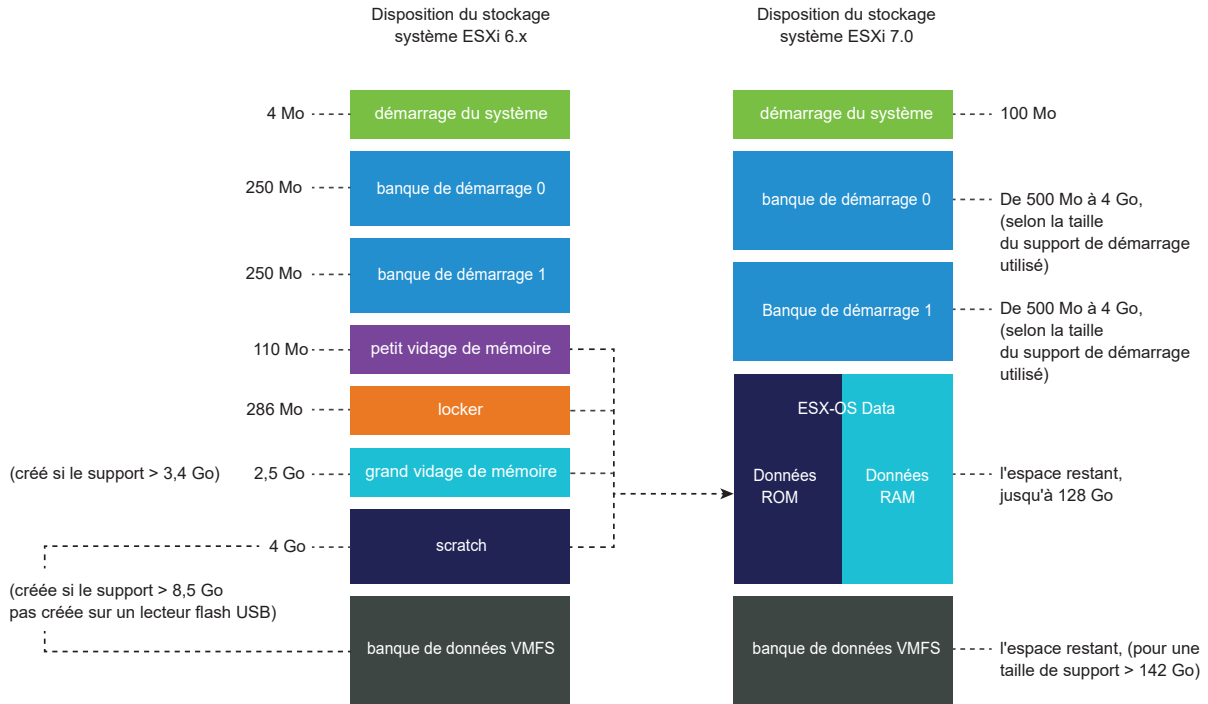 Disposition du stockage
système ESXi 6.x
4 Mo
démarrage du système
250 Mo
banque de démarrage 0
250 Mo
banque de démarrage 1
110 Mo
petit vidage de mémoire
286 Mo
locker
(créé si le support > 3,4 Go)
2,5 Go
grand vidage de mémoire
4 Go
scratch
(créée si le support > 8,5 Go
pas créée sur un lecteur flash USB)
banque de données VMFS
Disposition du stockage
système ESXi 7.0
démarrage du système
100 Mo
banque de démarrage 0
De 500 Mo à 4 Go,
(selon la taille
du support de démarrage
utilisé)
Banque de démarrage 1
De 500 Mo à 4 Go,
(selon la taille
du support de démarrage
utilisé)
ESX-OS Data
Données
ROM
Données
RAM
l'espace restant,
jusqu'à 128 Go
banque de données VMFS
l'espace restant, (pour une
taille de support > 142 Go)